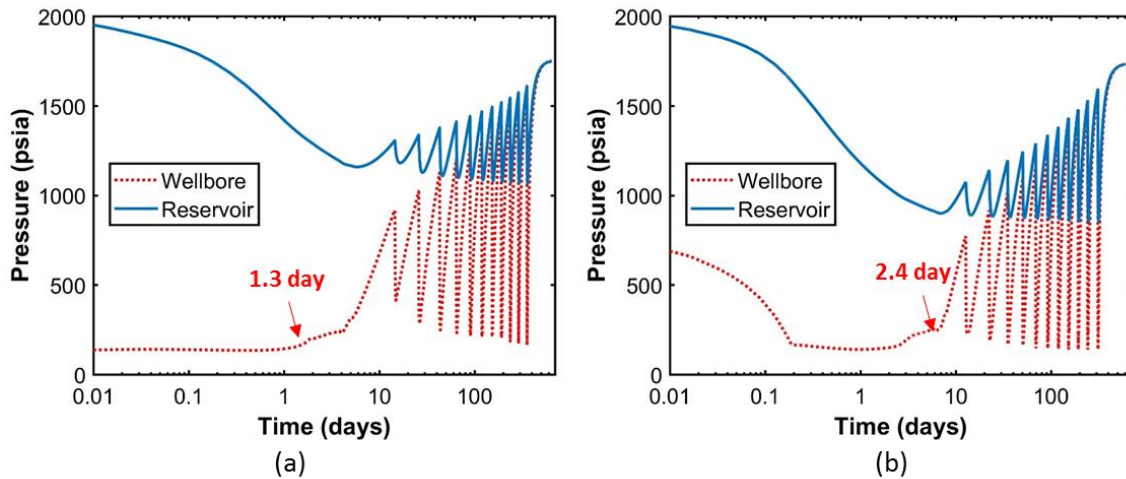 2000
1500
1000
500
0
Pressure (psia)
Wellbore
Reservoir
1.3 day
0.01
0.1
1
10
100
Time (days)
(a)
2000
1500
1000
500
0
Pressure (psia)
Wellbore
Reservoir
2.4 day
0.01
0.1
1
10
100
Time (days)
(b)